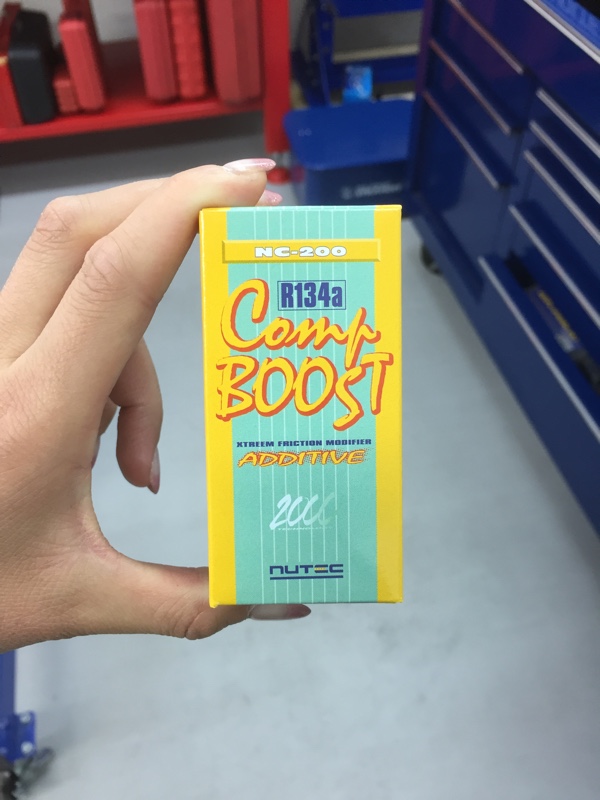 NC-200
R134a
Comp
BOOST
XTREEM FRICTION MODIFIER
ADDITIVE
2000
NUTEC